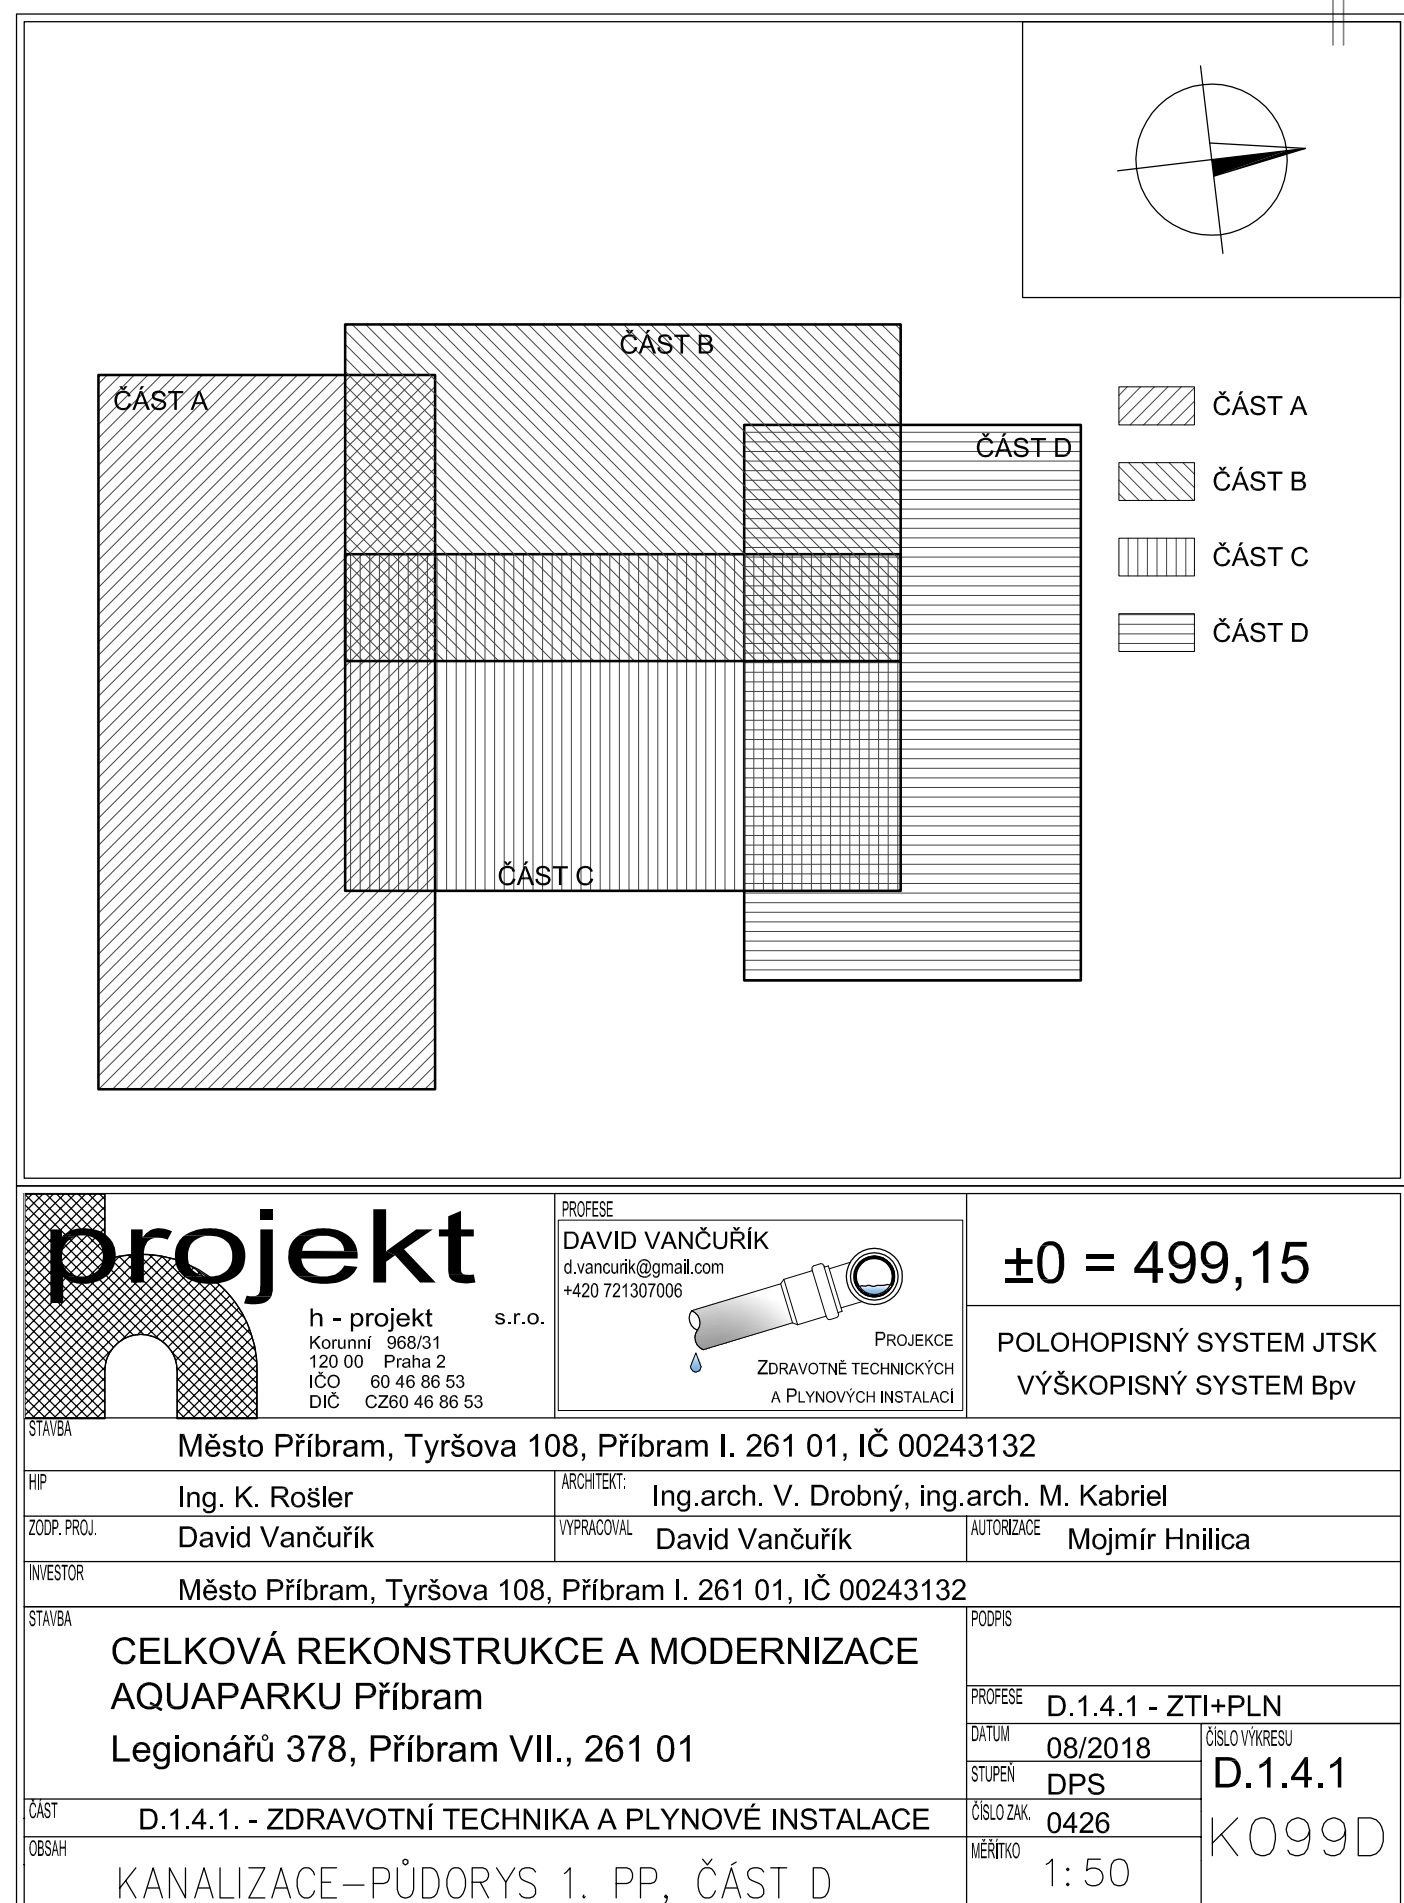 ČÁST B
ČÁST A
ČÁST D
ČÁST C
ČÁST A
ČÁST B
ČÁST C
ČÁST D
projekt
h - projekt s.r.o.
Korunní 968/31
120 00 Praha 2
IČO 60 46 86 53
DIČ CZ60 46 86 53
PROFESE
DAVID VANČUŘÍK
d.vancurik@gmail.com
+420 721307006
PROJEKCE
ZDRAVOTNĚ TECHNICKÝCH
A PLYNOVÝCH INSTALACÍ
±0 = 499,15
POLOHOPISNÝ SYSTEM JTSK
VÝŠKOPISNÝ SYSTEM Bpv
STAVBA
Město Příbram, Tyršova 108, Příbram I. 261 01, IČ 00243132
HIP
Ing. K. Rošler
ARCHITEKT:
Ing.arch. V. Drobný, ing.arch. M. Kabriel
ZODP. PROJ.
David Vančuřík
VYPRACOVAL
David Vančuřík
AUTORIZACE
Mojmír Hnilica
INVESTOR
Město Příbram, Tyršova 108, Příbram I. 261 01, IČ 00243132
STAVBA
CELKOVÁ REKONSTRUKCE A MODERNIZACE
AQUAPARKU Příbram
Legionářů 378, Příbram VII., 261 01
PODPIS
PROFESE
D.1.4.1 - ZTI+PLN
DATUM
08/2018
ČÍSLO VÝKRESU
D.1.4.1
K099D
STUPEŇ
DPS
ČÁST
D.1.4.1. - ZDRAVOTNÍ TECHNIKA A PLYNOVÉ INSTALACE
ČÍSLO ZAK.
0426
OBSAH
KANALIZACE-PŮDORYS 1. PP, ČÁST D
MĚŘÍTKO
1:50